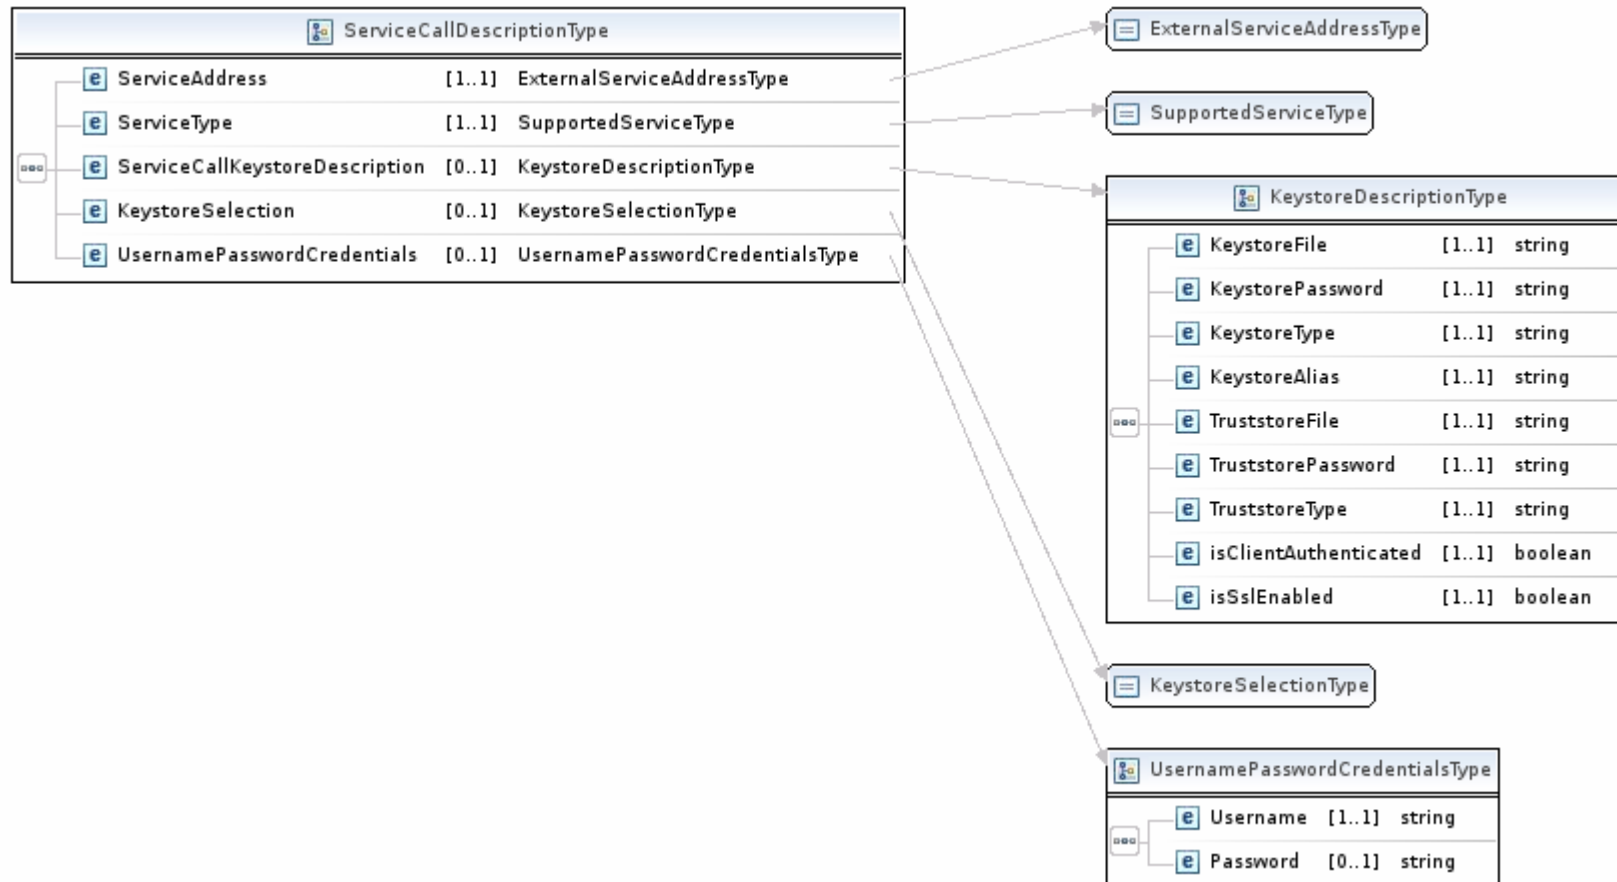 ServiceCallDescriptionType
e ServiceAddress [1..1] ExternalServiceAddressType
e ServiceType [1..1] SupportedServiceType
e ServiceCallKeystoreDescription [0..1] KeystoreDescriptionType
e KeystoreSelection [0..1] KeystoreSelectionType
e UsernamePasswordCredentials [0..1] UsernamePasswordCredentialsType
ExternalServiceAddressType
SupportedServiceType
KeystoreDescriptionType
e KeystoreFile [1..1] string
e KeystorePassword [1..1] string
e KeystoreType [1..1] string
e KeystoreAlias [1..1] string
e TruststoreFile [1..1] string
e TruststorePassword [1..1] string
e TruststoreType [1..1] string
e isClientAuthenticated [1..1] boolean
e isSslEnabled [1..1] boolean
KeystoreSelectionType
UsernamePasswordCredentialsType
e Username [1..1] string
e Password [0..1] string